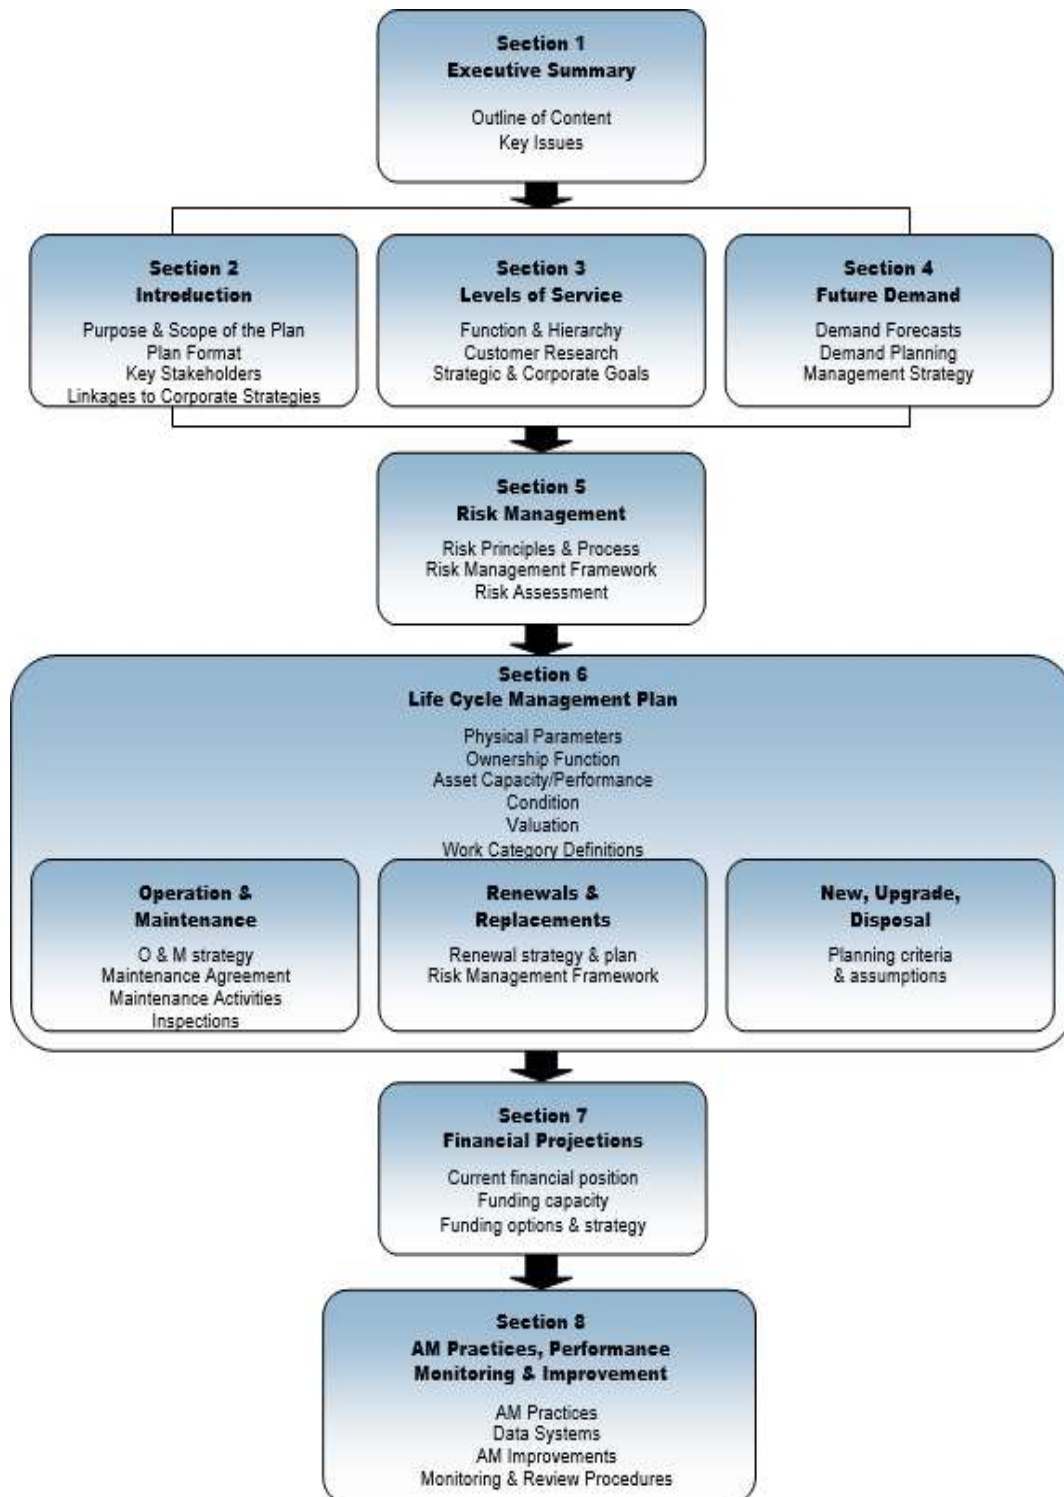 Section 1
Executive Summary
Outline of Content
Key Issues
Section 2
Introduction
Purpose & Scope of the Plan
Plan Format
Key Stakeholders
Linkages to Corporate Strategies
Section 3
Levels of Service
Function & Hierarchy
Customer Research
Strategic & Corporate Goals
Section 4
Future Demand
Demand Forecasts
Demand Planning
Management Strategy
Section 5
Risk Management
Risk Principles & Process
Risk Management Framework
Risk Assessment
Section 6
Life Cycle Management Plan
Physical Parameters
Ownership Function
Asset Capacity/Performance
Condition
Valuation
Work Category Definitions
Operation &
Maintenance
O & M strategy
Maintenance Agreement
Maintenance Activities
Inspections
Renewals &
Replacements
Renewal strategy & plan
Risk Management Framework
New, Upgrade,
Disposal
Planning criteria
& assumptions
Section 7
Financial Projections
Current financial position
Funding capacity
Funding options & strategy
Section 8
AM Practices, Performance
Monitoring & Improvement
AM Practices
Data Systems
AM Improvements
Monitoring & Review Procedures